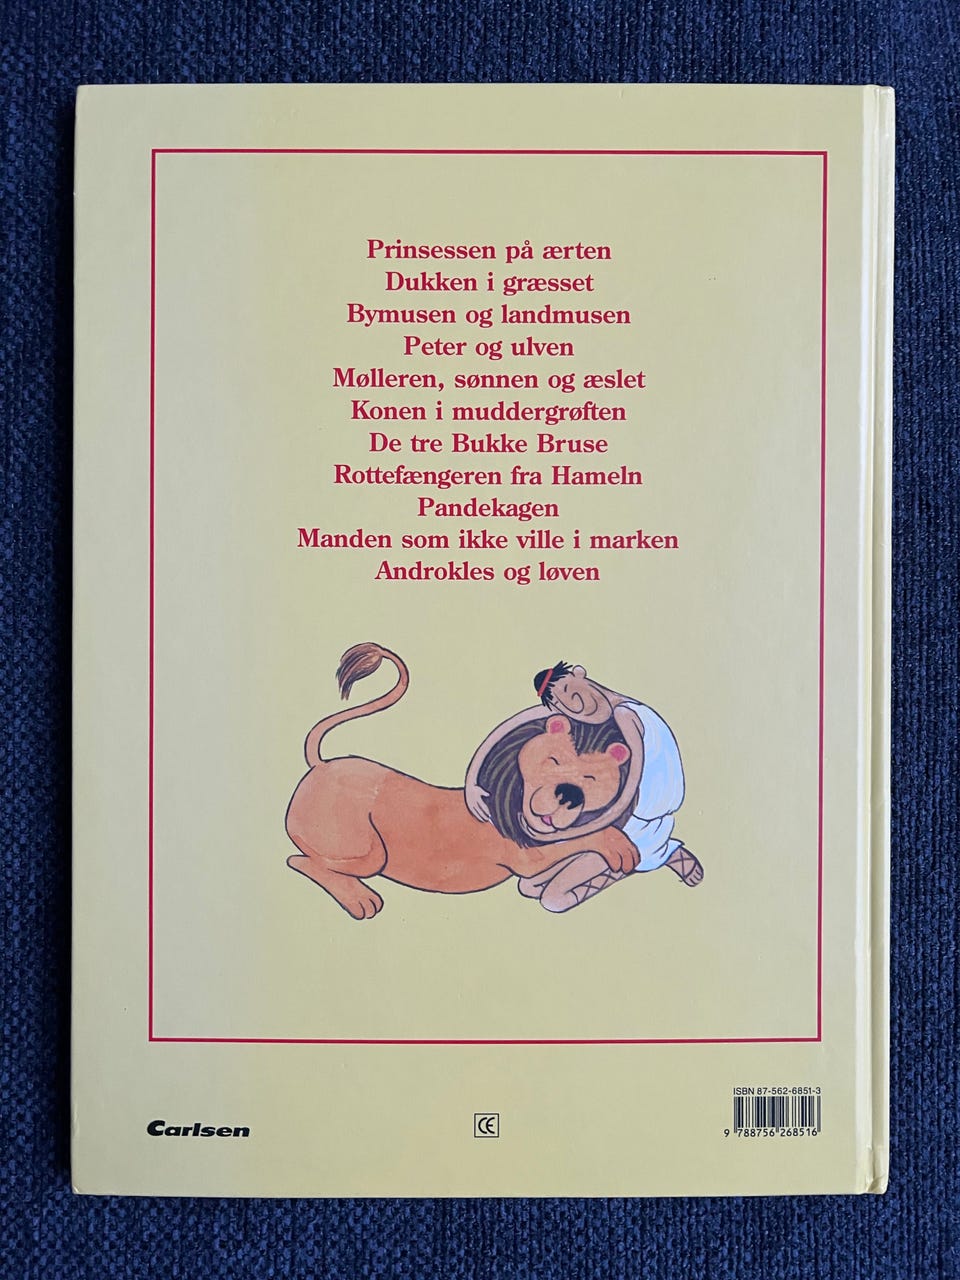 Prinsessen på ærten
Dukken i græsset
Bymusen og landmusen
Peter og ulven
Mølleren, sønnen og æslet
Konen i muddergrøften
De tre Bukke Bruse
Rottefængeren fra Hameln
Pandekagen
Manden som ikke ville i marken
Androkles og løven
ISBN 87-562-6851-3
9 788756 268516
Carlsen
CE